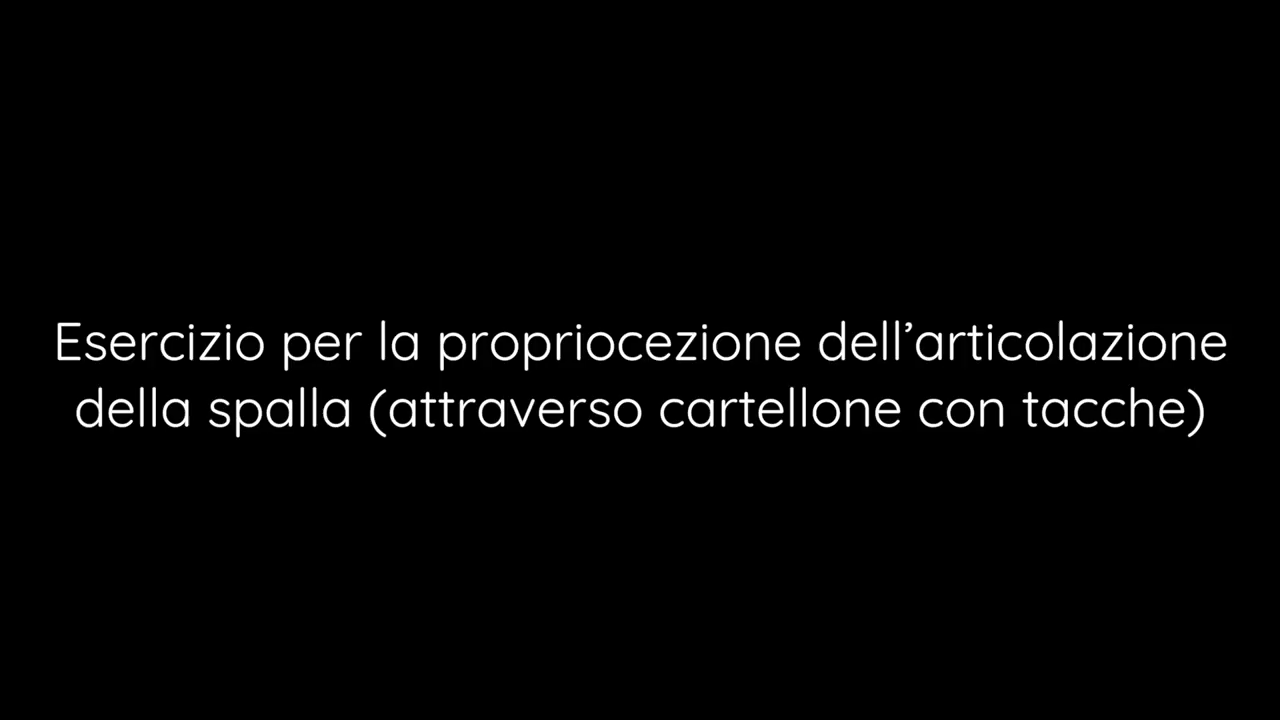 Esercizio per la propriocezione dell’articolazione
della spalla (attraverso cartellone con tacche)